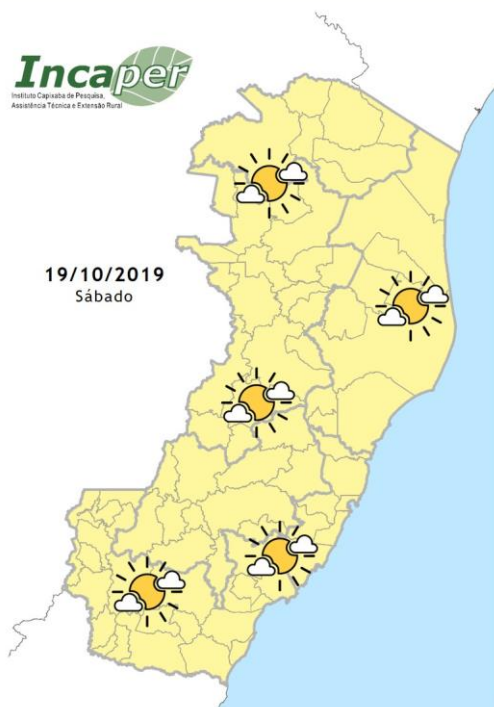 Incaper
Instituto Capixaba de Pesquisa,
Assistência Técnica e Extensão Rural
19/10/2019
Sábado